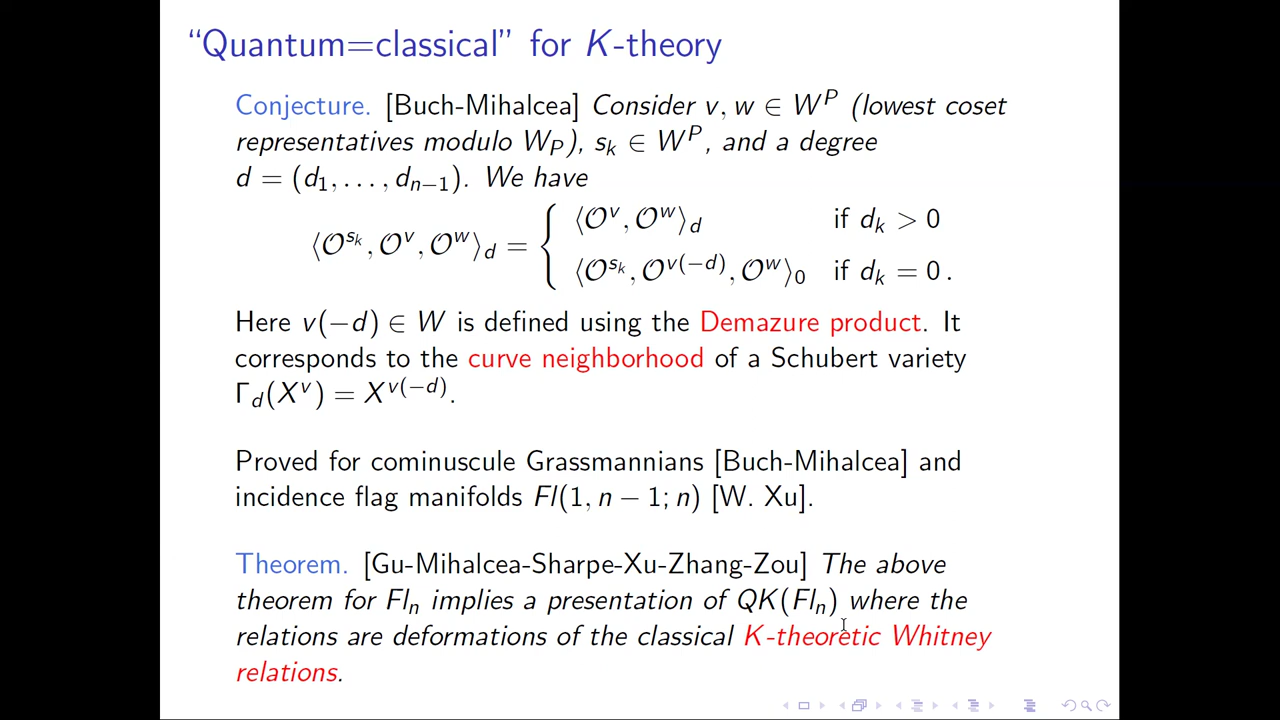 “Quantum=classical” for K-theory
Conjecture. [Buch-Mihalcea] Consider v, w ∈ W^P (lowest coset
representatives modulo W_P), s_k ∈ W^P, and a degree
d = (d_1, . . . , d_{n−1}). We have
⟨𝒪^{s_k}, 𝒪^v, 𝒪^w⟩_d = { ⟨𝒪^v, 𝒪^w⟩_d if d_k > 0
⟨𝒪^{s_k}, 𝒪^{v(−d)}, 𝒪^w⟩_0 if d_k = 0 .
Here v(−d) ∈ W is defined using the Demazure product. It
corresponds to the curve neighborhood of a Schubert variety
Γ_d(X^v) = X^{v(−d)}.
Proved for cominuscule Grassmannians [Buch-Mihalcea] and
incidence flag manifolds Fl(1, n − 1; n) [W. Xu].
Theorem. [Gu-Mihalcea-Sharpe-Xu-Zhang-Zou] The above
theorem for Fl_n implies a presentation of QK(Fl_n) where the
relations are deformations of the classical K-theoretic Whitney
relations.